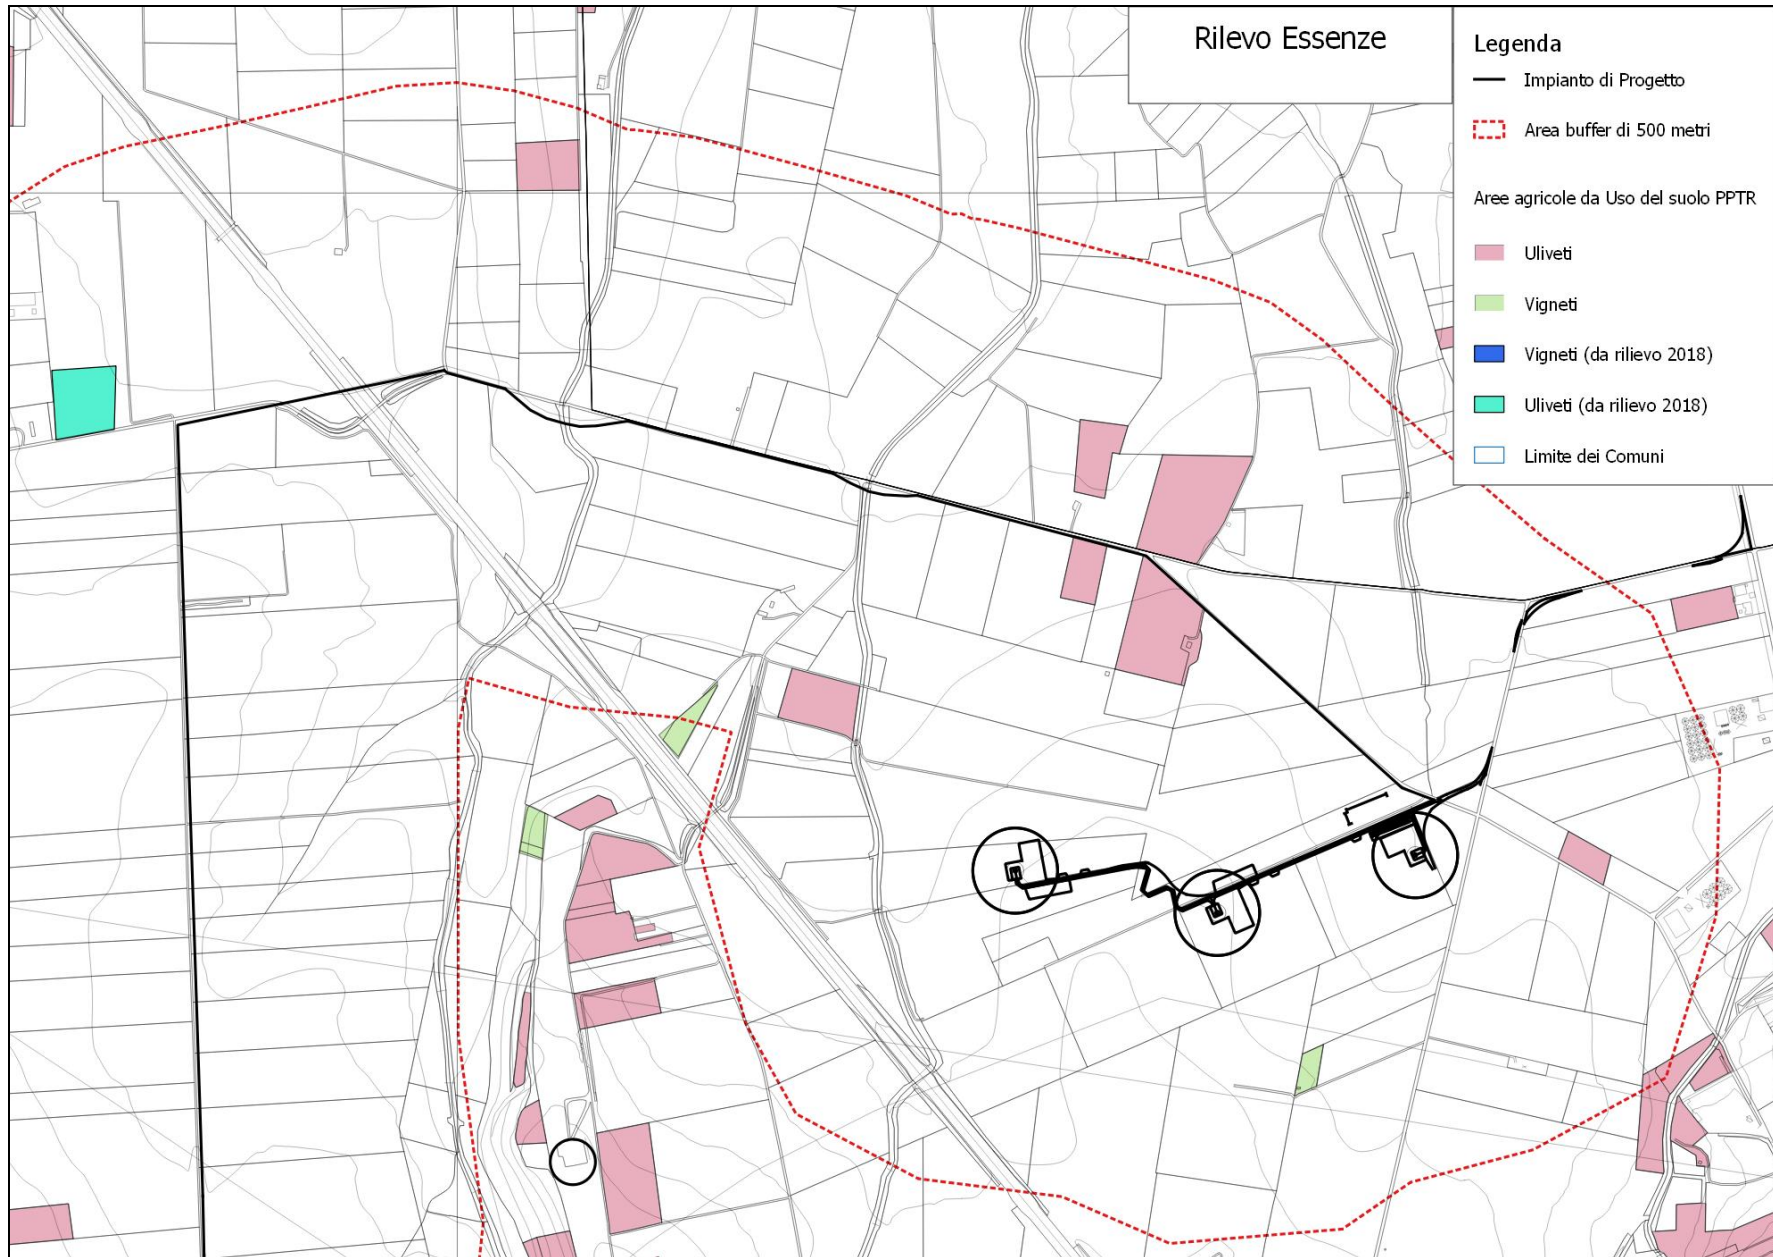 Rilevo Essenze
Legenda
Impianto di Progetto
Area buffer di 500 metri
Aree agricole da Uso del suolo PPTR
Uliveti
Vigneti
Vigneti (da rilievo 2018)
Uliveti (da rilievo 2018)
Limite dei Comuni